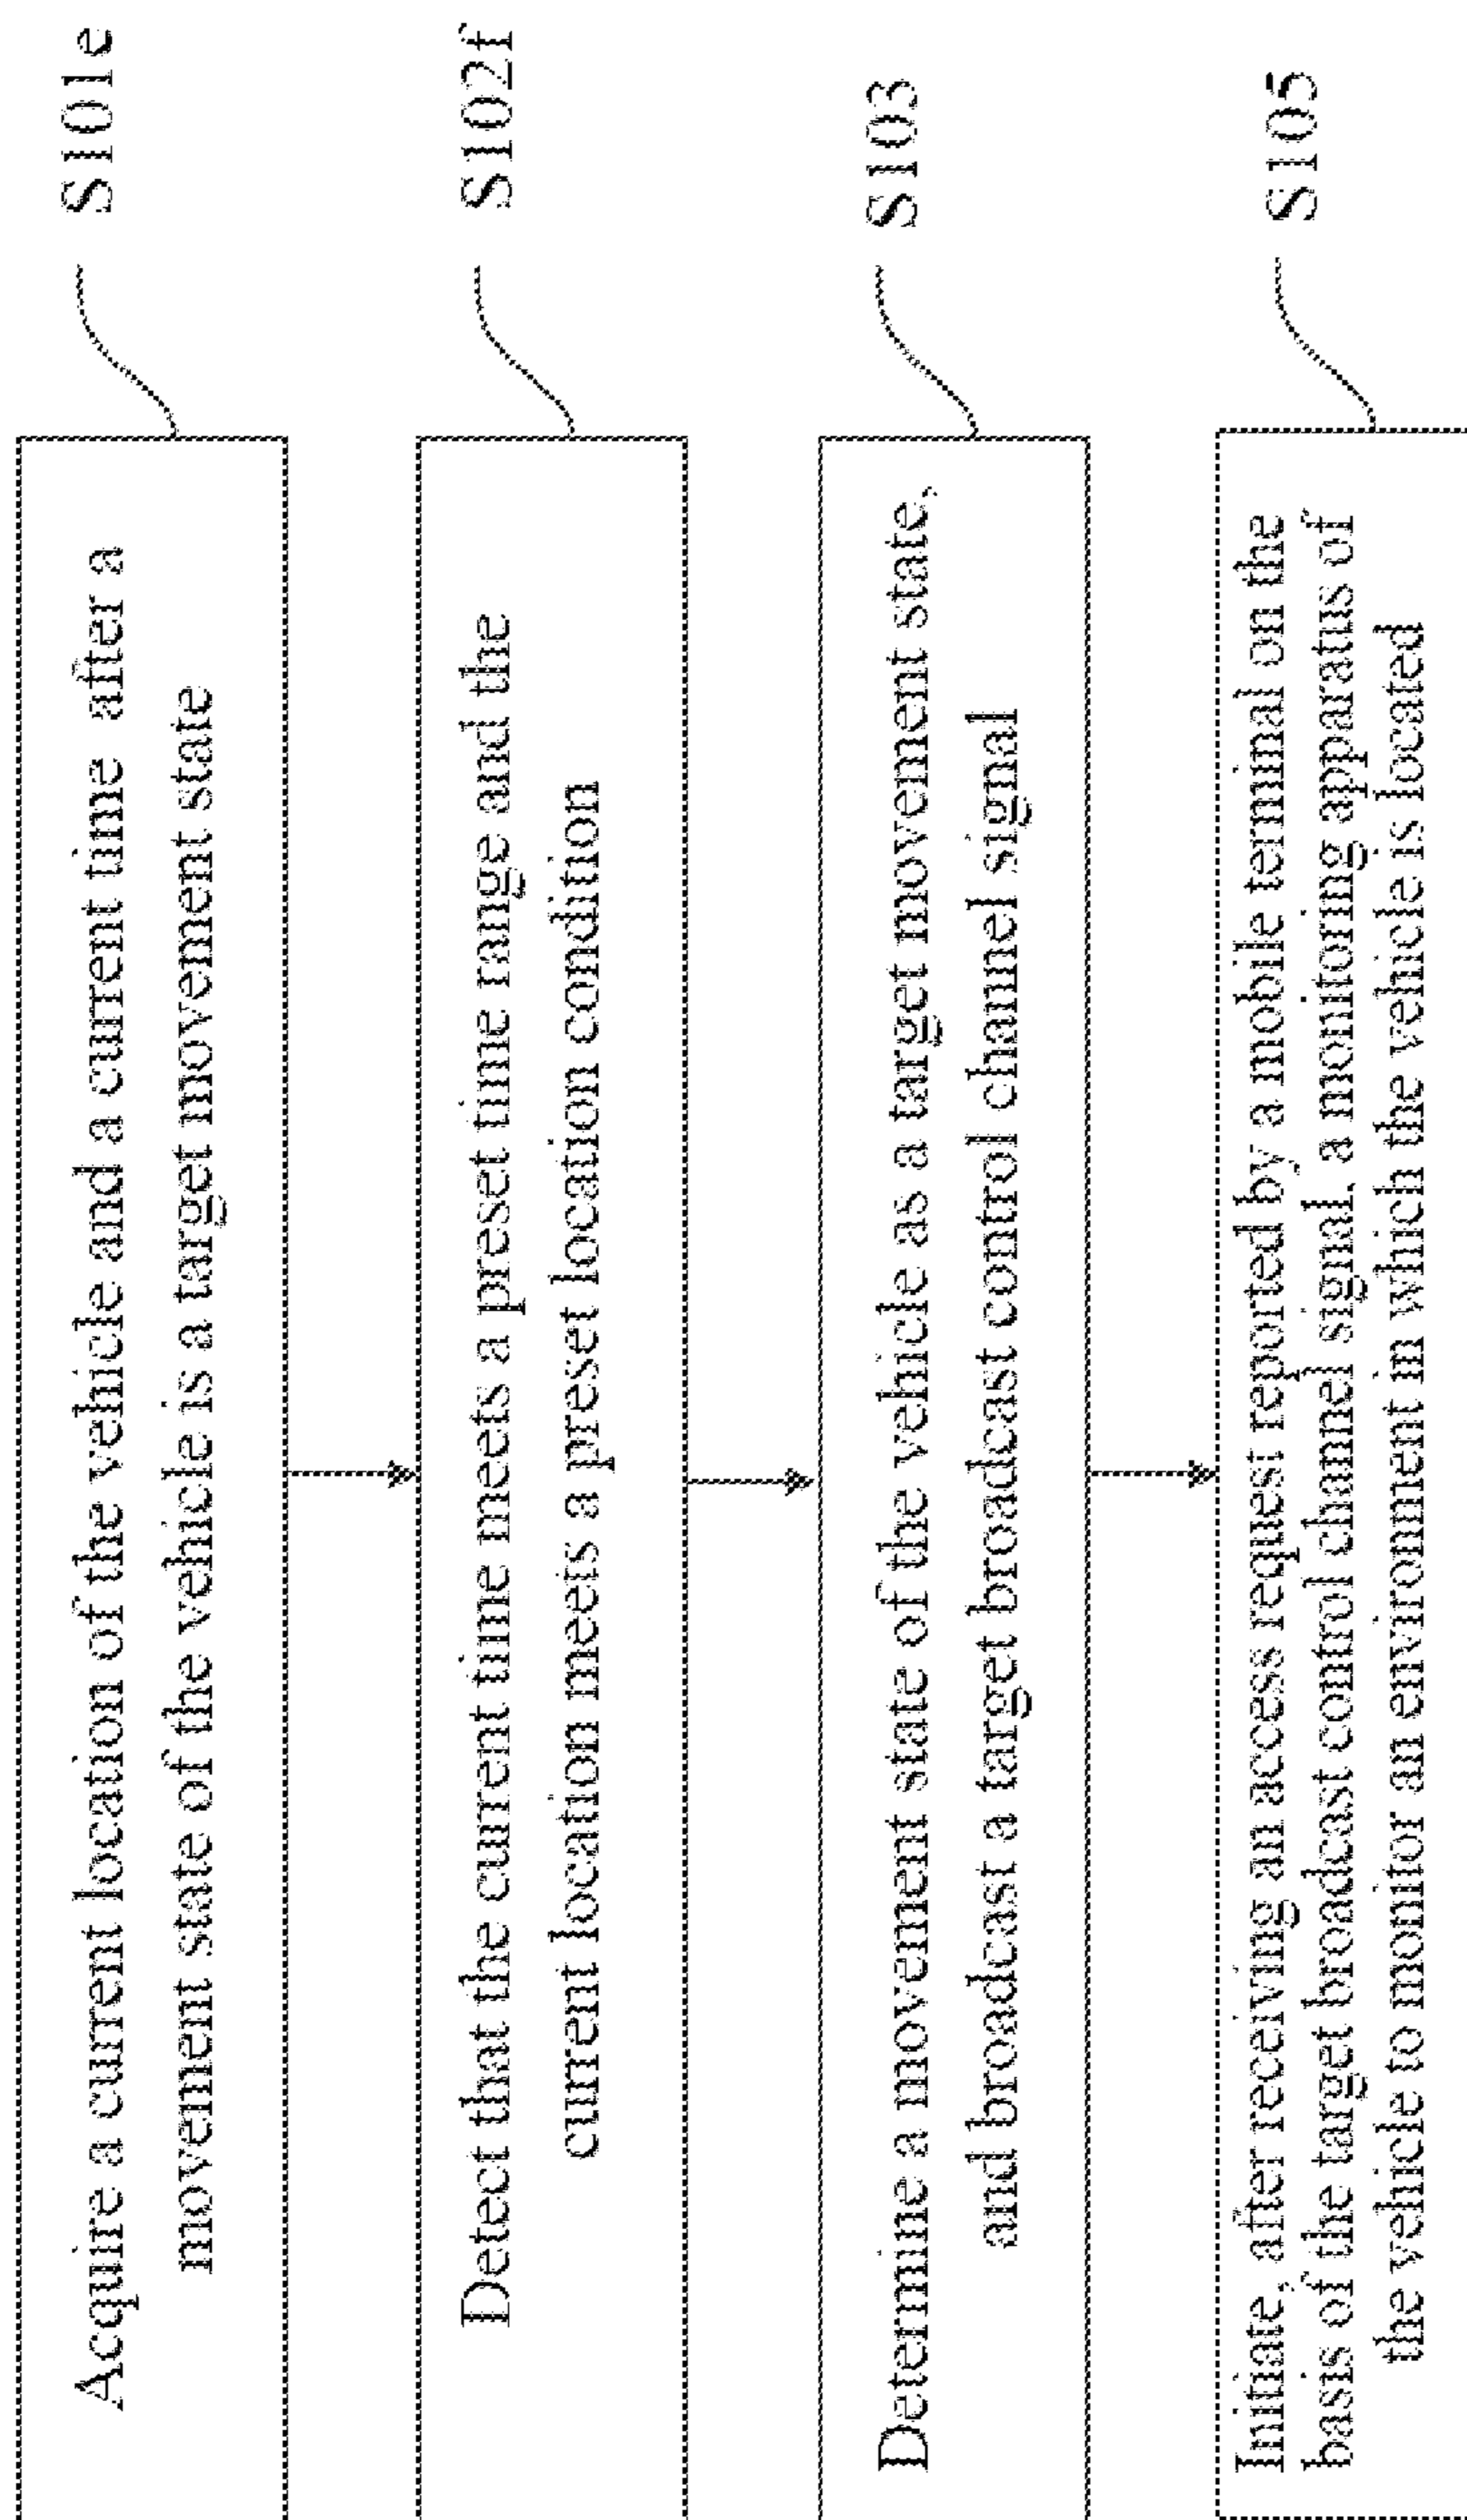 Acquire a current location of the vehicle and a current time after a
movement state of the vehicle is a target movement state
S101e
Detect that the current time meets a preset time range and the
current location meets a preset location condition
S102f
Determine a movement state of the vehicle as a target movement state,
and broadcast a target broadcast control channel signal
S103
Initiate, after receiving an access request reported by a mobile terminal on the
basis of the target broadcast control channel signal, a monitoring apparatus of
the vehicle to monitor an environment in which the vehicle is located
S105